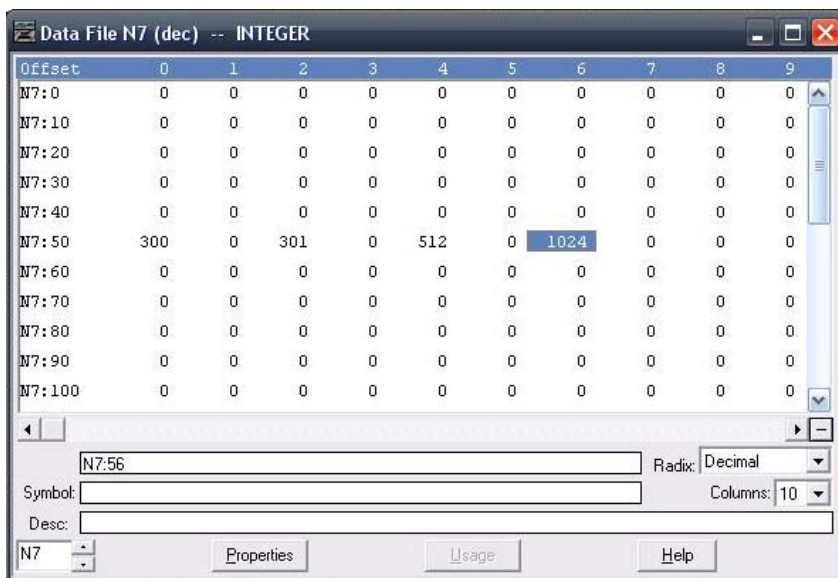 Data File N7 (dec) -- INTEGER
Offset 0 1 2 3 4 5 6 7 8 9
N7:0 0 0 0 0 0 0 0 0 0 0
N7:10 0 0 0 0 0 0 0 0 0 0
N7:20 0 0 0 0 0 0 0 0 0 0
N7:30 0 0 0 0 0 0 0 0 0 0
N7:40 0 0 0 0 0 0 0 0 0 0
N7:50 300 0 301 0 512 0 1024 0 0 0
N7:60 0 0 0 0 0 0 0 0 0 0
N7:70 0 0 0 0 0 0 0 0 0 0
N7:80 0 0 0 0 0 0 0 0 0 0
N7:90 0 0 0 0 0 0 0 0 0 0
N7:100 0 0 0 0 0 0 0 0 0 0
N7:56 Radix: Decimal
Symbol: Columns: 10
Desc:
N7 Properties Usage Help